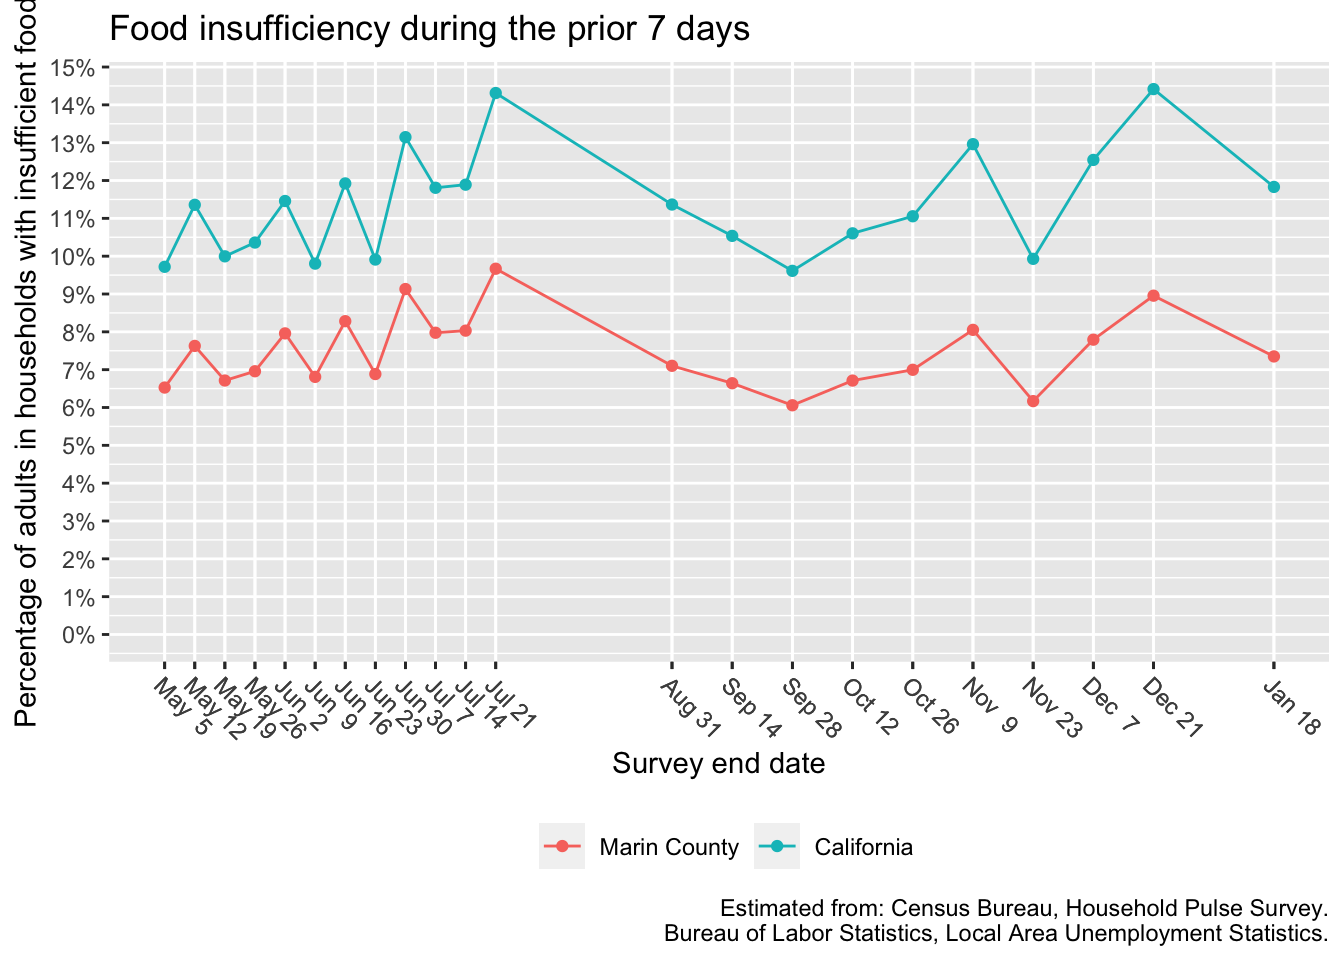 Food insufficiency during the prior 7 days
Percentage of adults in households with insufficient food
15%
14%
13%
12%
11%
10%
9%
8%
7%
6%
5%
4%
3%
2%
1%
0%
May 5
May 12
May 19
May 26
Jun 2
Jun 9
Jun 16
Jun 23
Jun 30
Jul 7
Jul 14
Jul 21
Aug 31
Sep 14
Sep 28
Oct 12
Oct 26
Nov 9
Nov 23
Dec 7
Dec 21
Jan 18
Survey end date
Marin County
California
Estimated from: Census Bureau, Household Pulse Survey.
Bureau of Labor Statistics, Local Area Unemployment Statistics.